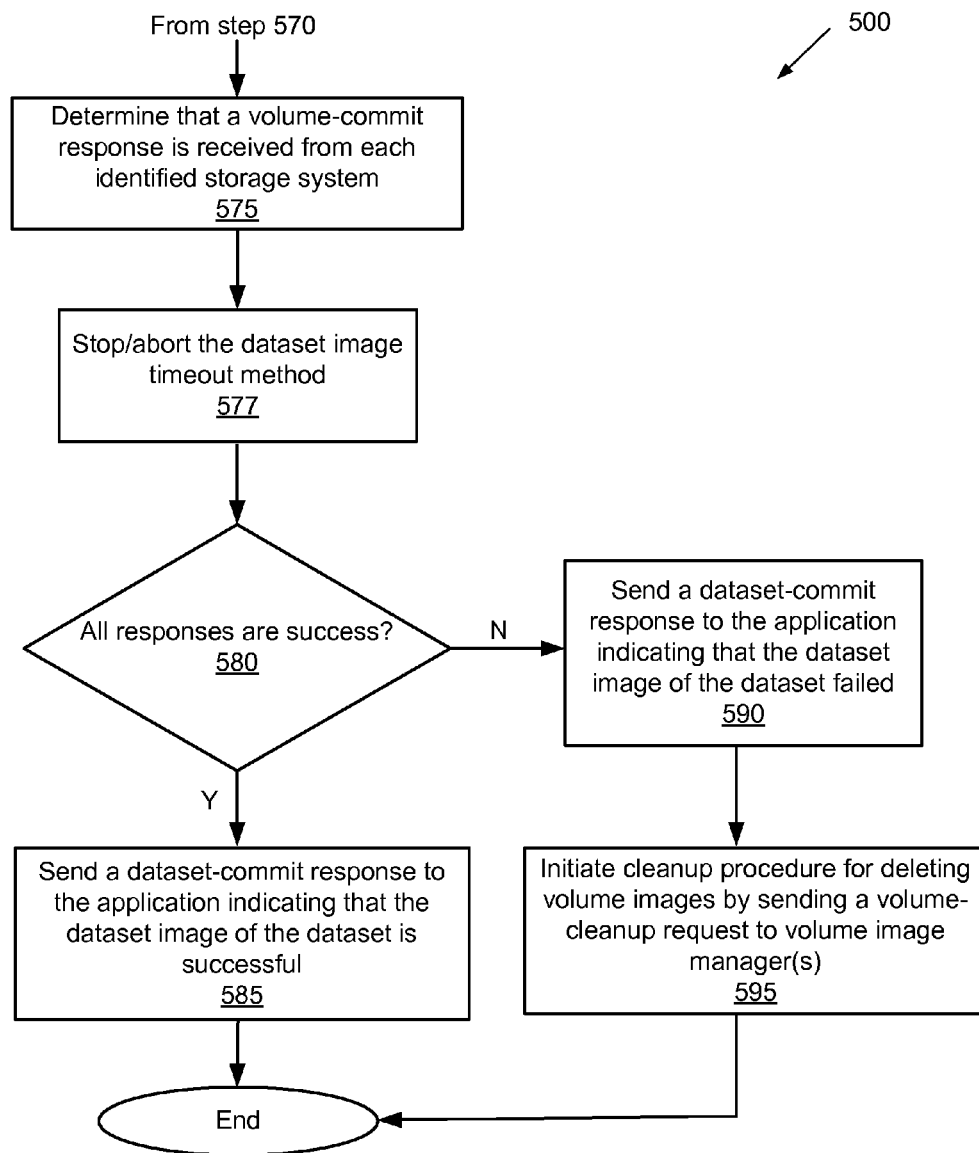 From step 570
500
Determine that a volume-commit
response is received from each
identified storage system
575
Stop/abort the dataset image
timeout method
577
All responses are success?
580
N
Send a dataset-commit
response to the application
indicating that the dataset
image of the dataset failed
590
Y
Send a dataset-commit response to
the application indicating that the
dataset image of the dataset is
successful
585
Initiate cleanup procedure for deleting
volume images by sending a volume-
cleanup request to volume image
manager(s)
595
End